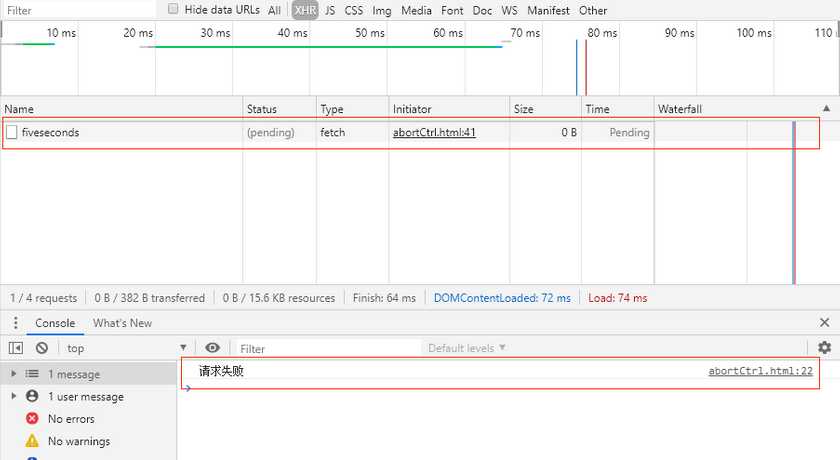 Filter Hide data URLs All XHR JS CSS Img Media Font Doc WS Manifest Other
10 ms 20 ms 30 ms 40 ms 50 ms 60 ms 70 ms 80 ms 90 ms 100 ms 110
Name Status Type Initiator Size Time Waterfall
fiveseconds (pending) fetch abortCtrl.html:41 0 B Pending
1 / 4 requests 0 B / 382 B transferred 0 B / 15.6 KB resources Finish: 64 ms DOMContentLoaded: 72 ms Load: 74 ms
Console What's New
top Filter Default levels
1 message 请求失败 abortCtrl.html:22
1 user message
No errors
No warnings